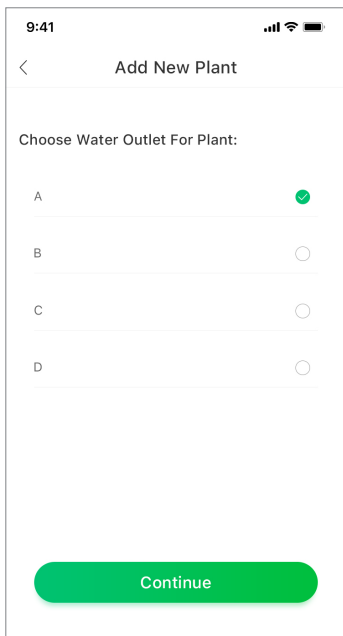 9:41
Add New Plant
Choose Water Outlet For Plant:
A
B
C
D
Continue